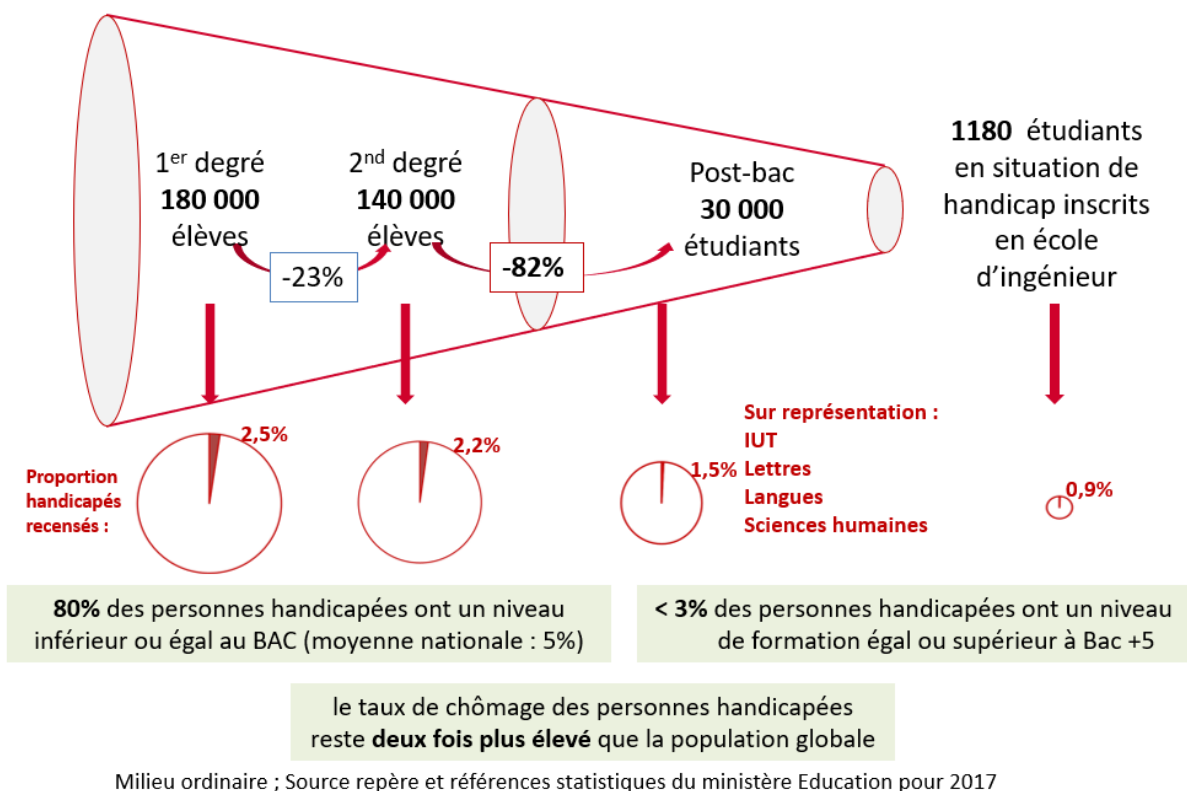 1er degré
180 000
élèves
2nd degré
140 000
élèves
Post-bac
30 000
étudiants
1180 étudiants
en situation de
handicap inscrits
en école
d’ingénieur
-23%
-82%
Proportion
handicapés
recensés :
2,5%
2,2%
1,5%
Sur représentation :
IUT
Lettres
Langues
Sciences humaines
0,9%
80% des personnes handicapées ont un niveau
inférieur ou égal au BAC (moyenne nationale : 5%)
< 3% des personnes handicapées ont un niveau
de formation égal ou supérieur à Bac +5
le taux de chômage des personnes handicapées
reste deux fois plus élevé que la population globale
Milieu ordinaire ; Source repère et références statistiques du ministère Education pour 2017